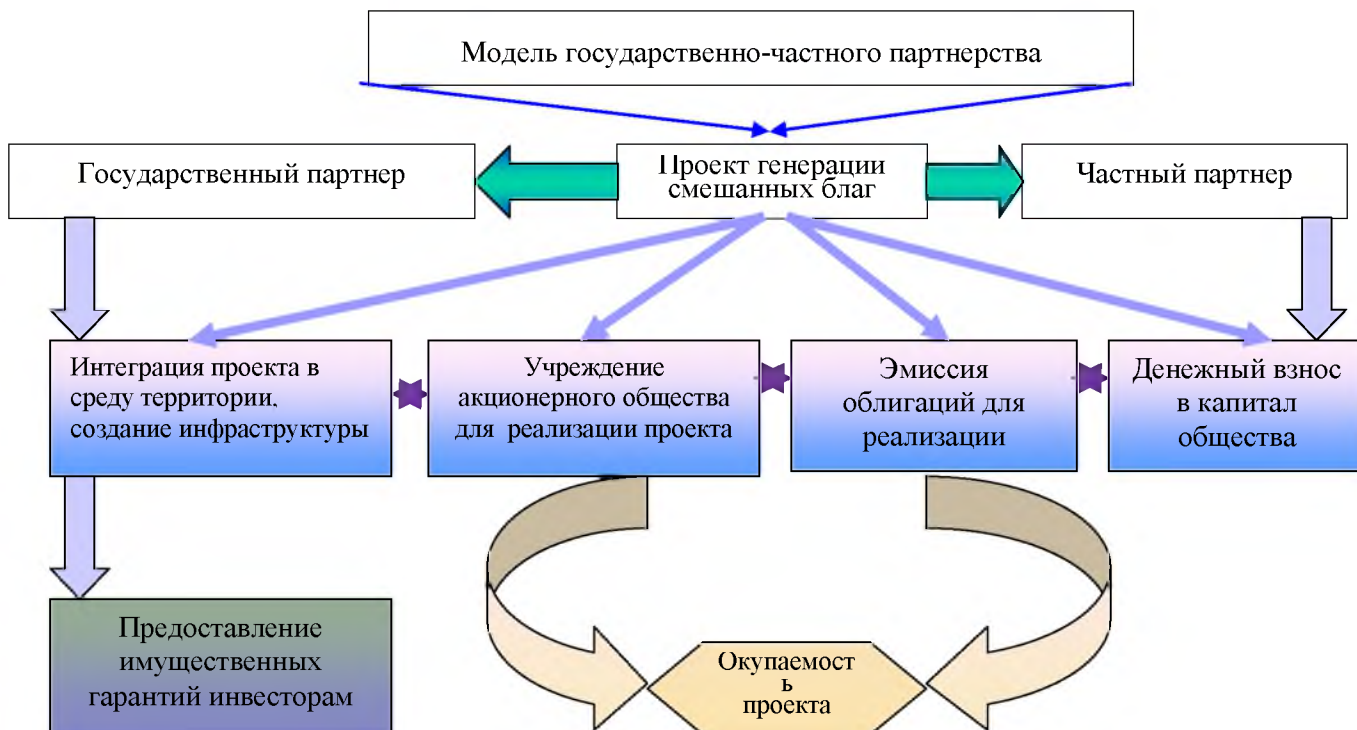 Модель государственно-частного партнерства
Государственный партнер
Проект генерации
смешанных благ
Частный партнер
Интеграция проекта в
среду территории,
создание инфраструктуры
Учреждение
акционерного общества
для реализации проекта
Эмиссия
облигаций для
реализации
Денежный взнос
в капитал
общества
Предоставление
имущественных
гарантий инвесторам
Окупаемост
ь
проекта